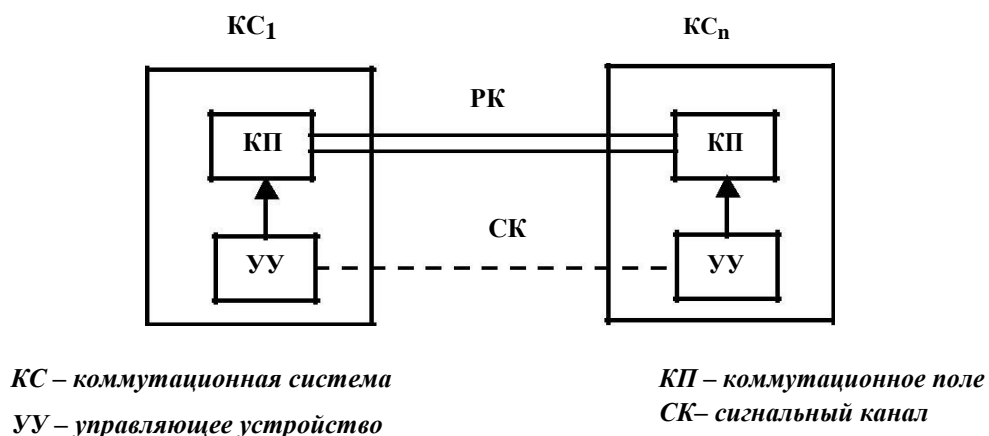 КС1 КСn
РК
КП КП
СК
УУ УУ
КС – коммутационная система КП – коммутационное поле
УУ – управляющее устройство СК– сигнальный канал